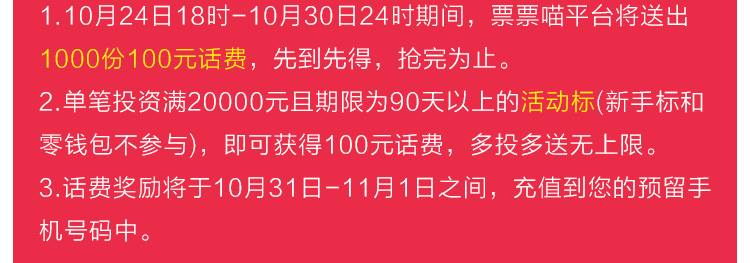 1.10月24日18时-10月30日24时期间，票票喵平台将送出
1000份100元话费，先到先得，抢完为止。
2.单笔投资满20000元且期限为90天以上的活动标(新手标和
零钱包不参与)，即可获得100元话费，多投多送无上限。
3.话费奖励将于10月31日-11月1日之间，充值到您的预留手
机号码中。